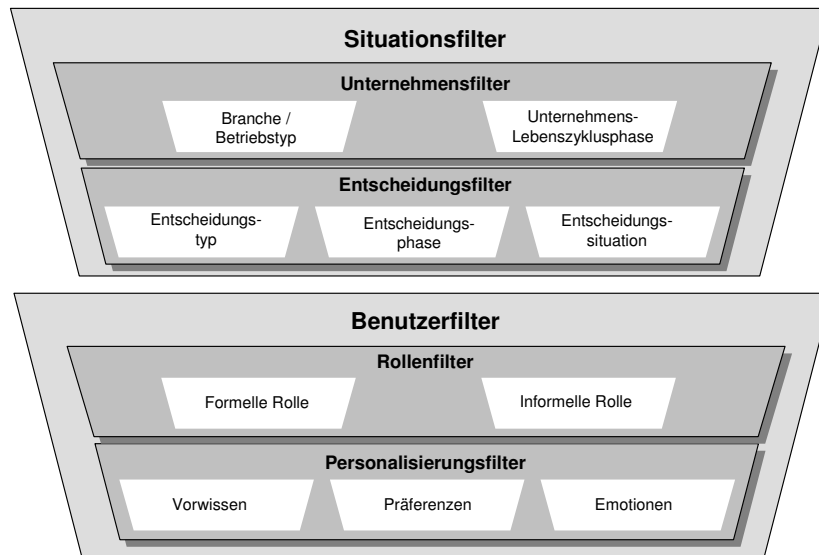 Situationsfilter
Unternehmensfilter
Branche /
Betriebstyp
Unternehmens-
Lebenszyklusphase
Entscheidungsfilter
Entscheidungs-
typ
Entscheidungs-
phase
Entscheidungs-
situation
Benutzerfilter
Rollenfilter
Formelle Rolle
Informelle Rolle
Personalisierungsfilter
Vorwissen
Präferenzen
Emotionen